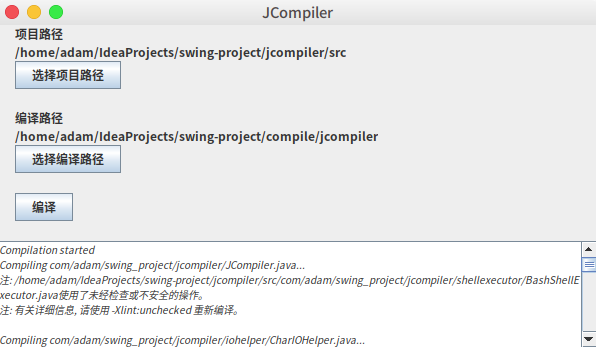 JCompiler
项目路径
/home/adam/IdeaProjects/swing-project/jcompiler/src
选择项目路径
编译路径
/home/adam/IdeaProjects/swing-project/compile/jcompiler
选择编译路径
编译
Compilation started
Compiling com/adam/swing_project/jcompiler/JCompiler.java...
注: /home/adam/IdeaProjects/swing-project/jcompiler/src/com/adam/swing_project/jcompiler/shellexecutor/BashShellE
xecutor.java使用了未经检查或不安全的操作。
注: 有关详细信息, 请使用 -Xlint:unchecked 重新编译。
Compiling com/adam/swing_project/jcompiler/iohelper/CharIOHelper.java...